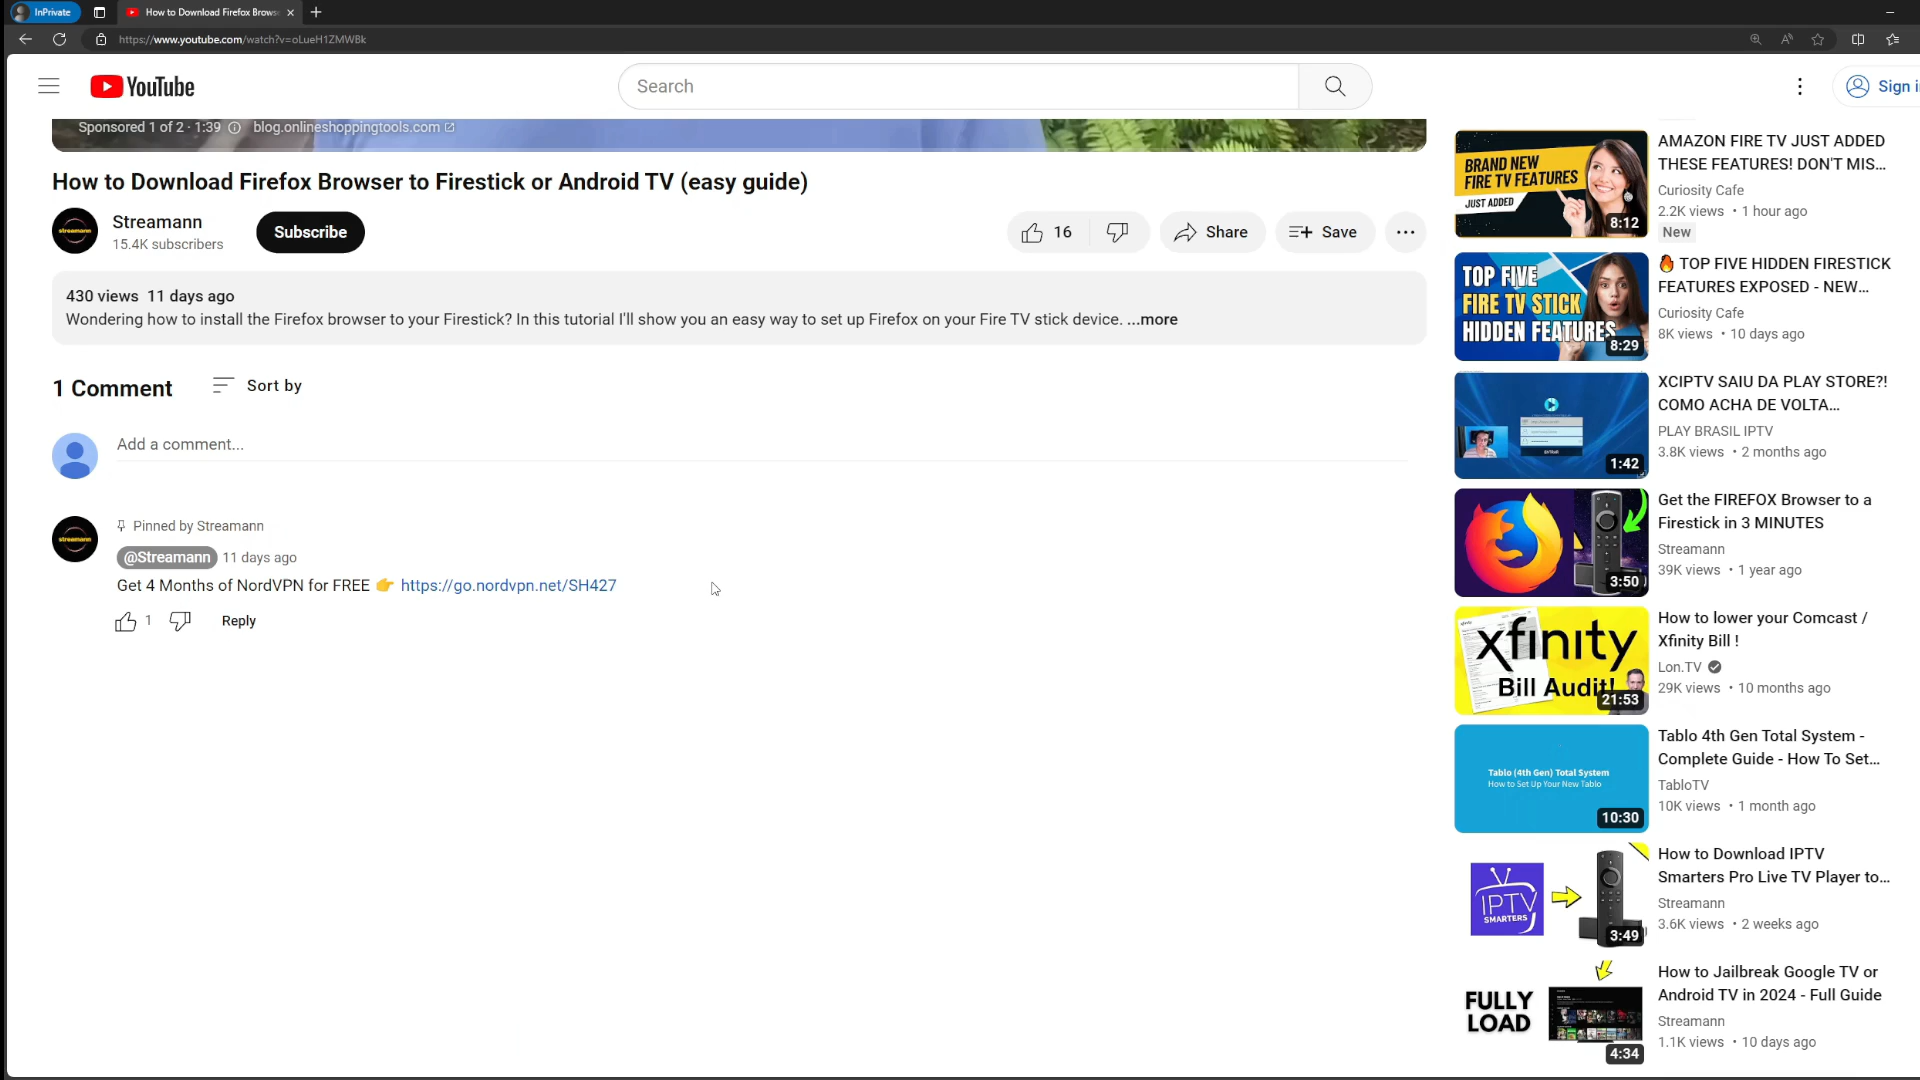 InPrivate
How to Download Firefox Brows
https://www.youtube.com/watch?v=oLueH1ZMWBk
YouTube
Search
Sign i
Sponsored 1 of 2 · 1:39 blog.onlineshoppingtools.com
How to Download Firefox Browser to Firestick or Android TV (easy guide)
streamann
Streamann
15.4K subscribers
Subscribe
16
Share
Save
430 views 11 days ago
Wondering how to install the Firefox browser to your Firestick? In this tutorial I'll show you an easy way to set up Firefox on your Fire TV stick device. ...more
1 Comment
Sort by
Add a comment...
streamann
Pinned by Streamann
@Streamann 11 days ago
Get 4 Months of NordVPN for FREE 👉 https://go.nordvpn.net/SH427
1
Reply
BRAND NEW
FIRE TV FEATURES
JUST ADDED
8:12
AMAZON FIRE TV JUST ADDED
THESE FEATURES! DON'T MIS...
Curiosity Cafe
2.2K views • 1 hour ago
New
TOP FIVE
FIRE TV STICK
HIDDEN FEATURES
8:29
🔥 TOP FIVE HIDDEN FIRESTICK
FEATURES EXPOSED - NEW...
Curiosity Cafe
8K views • 10 days ago
ENTRAR
1:42
XCIPTV SAIU DA PLAY STORE?!
COMO ACHA DE VOLTA...
PLAY BRASIL IPTV
3.8K views • 2 months ago
3:50
Get the FIREFOX Browser to a
Firestick in 3 MINUTES
Streamann
39K views • 1 year ago
xfinity
Bill Audit!
21:53
How to lower your Comcast /
Xfinity Bill !
Lon.TV
29K views • 10 months ago
Tablo (4th Gen) Total System
How to Set Up Your New Tablo
10:30
Tablo 4th Gen Total System -
Complete Guide - How To Set...
TabloTV
10K views • 1 month ago
IPTV
SMARTERS
3:49
How to Download IPTV
Smarters Pro Live TV Player to...
Streamann
3.6K views • 2 weeks ago
FULLY
LOAD
4:34
How to Jailbreak Google TV or
Android TV in 2024 - Full Guide
Streamann
1.1K views • 10 days ago